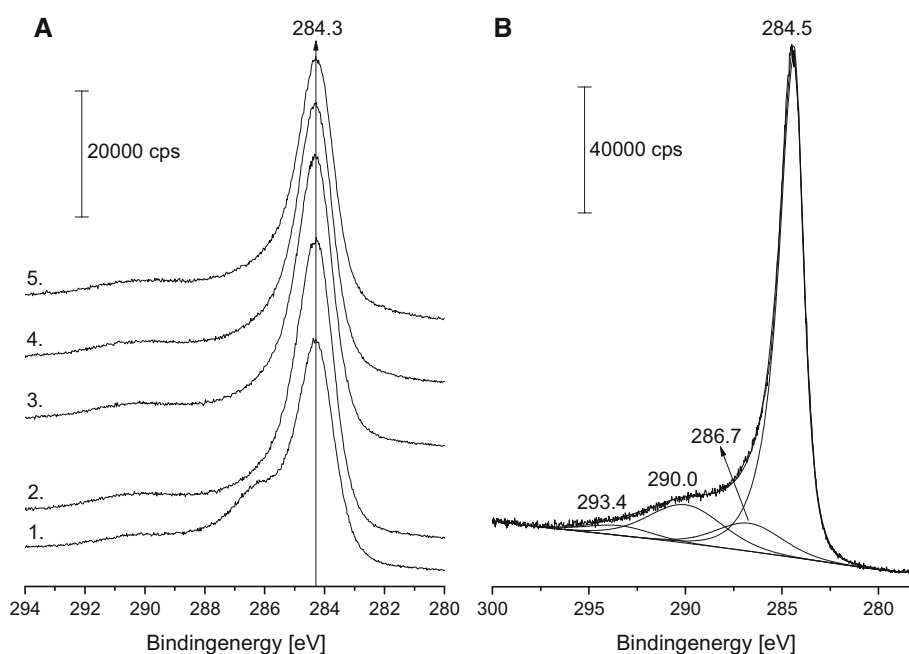 A
284.3
20000 cps
5.
4.
3.
2.
1.
294 292 290 288 286 284 282 280
Bindingenergy [eV]
B
284.5
40000 cps
286.7
290.0
293.4
300 295 290 285 280
Bindingenergy [eV]